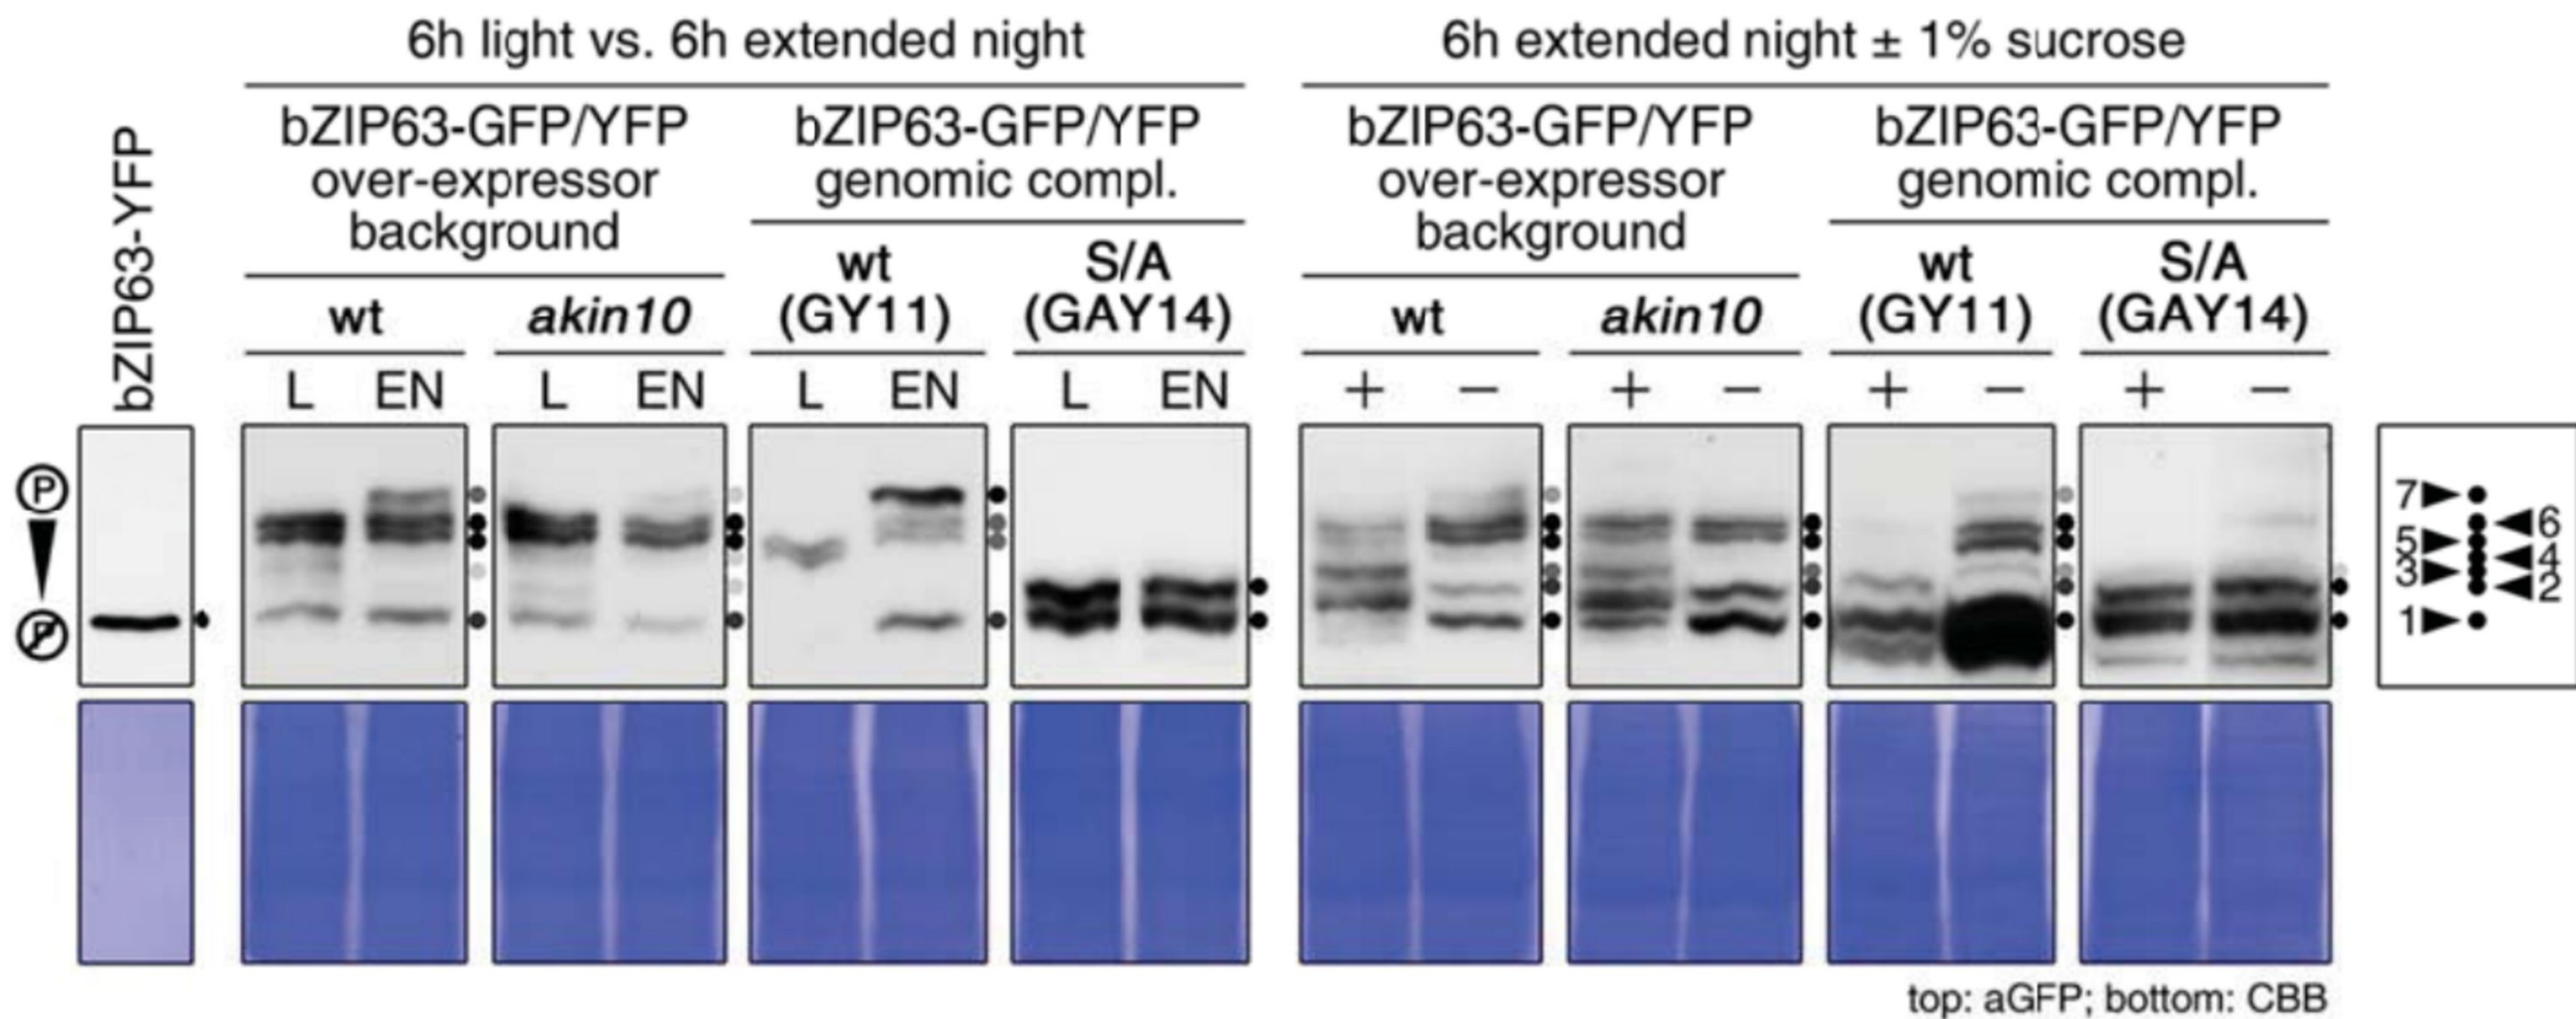 6h light vs. 6h extended night
6h extended night ± 1% sucrose
bZIP63-YFP
bZIP63-GFP/YFP
over-expressor
background
bZIP63-GFP/YFP
genomic compl.
bZIP63-GFP/YFP
over-expressor
background
bZIP63-GFP/YFP
genomic compl.
wt
akin10
wt
(GY11)
S/A
(GAY14)
wt
akin10
wt
(GY11)
S/A
(GAY14)
L EN L EN L EN L EN + − + − + − + −
P
P
7
6
5
4
3
2
1
top: aGFP; bottom: CBB